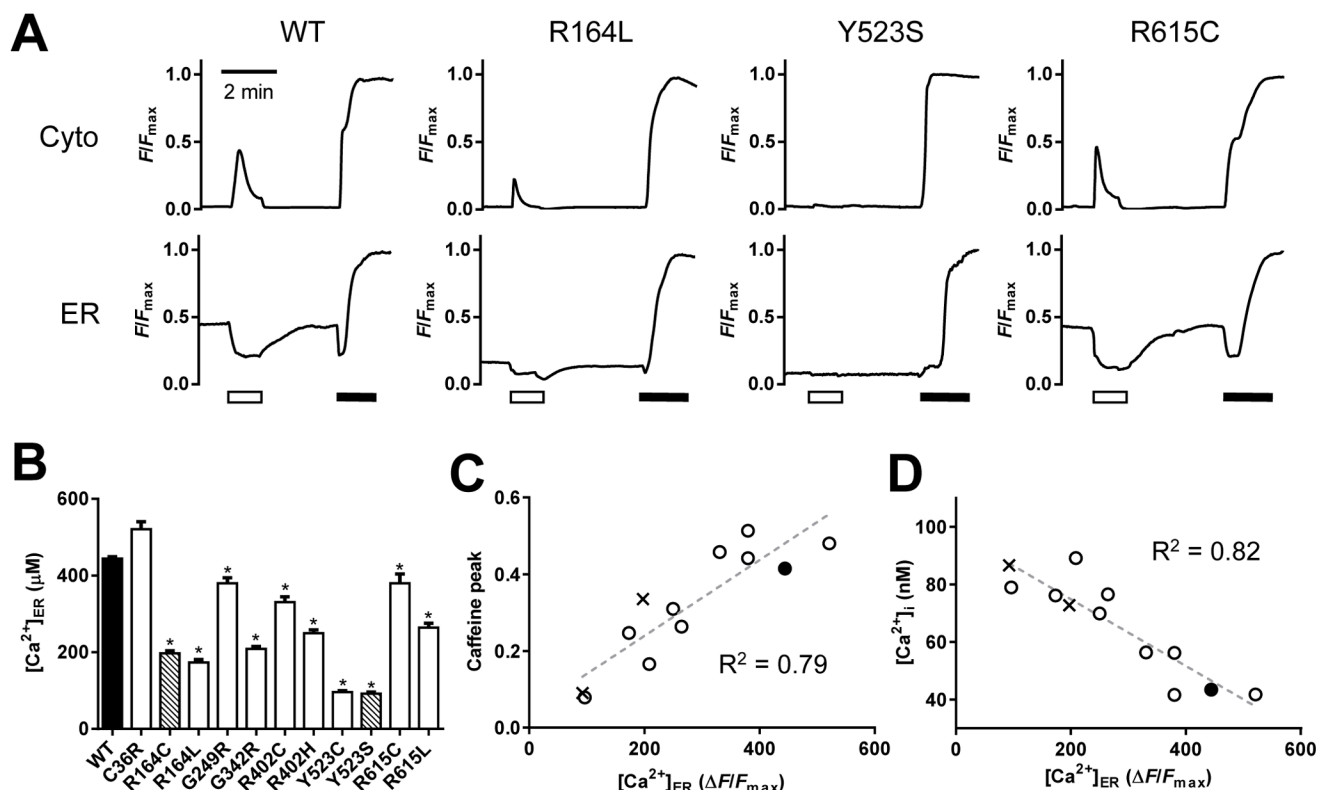 A
WT
R164L
Y523S
R615C
2 min
Cyto
F/Fmax
1.0
0.5
0.0
F/Fmax
1.0
0.5
0.0
F/Fmax
1.0
0.5
0.0
F/Fmax
1.0
0.5
0.0
ER
F/Fmax
1.0
0.5
0.0
F/Fmax
1.0
0.5
0.0
F/Fmax
1.0
0.5
0.0
F/Fmax
1.0
0.5
0.0
B
[Ca2+]ER (μM)
600
400
200
0
* * * * * * * * * *
WT
C36R
R164C
R164L
G249R
G342R
R402C
R402H
Y523C
Y523S
R615C
R615L
C
Caffeine peak
0.6
0.4
0.2
0.0
R2 = 0.79
0 200 400 600
[Ca2+]ER (ΔF/Fmax)
D
[Ca2+]i (nM)
100
80
60
40
R2 = 0.82
0 200 400 600
[Ca2+]ER (ΔF/Fmax)